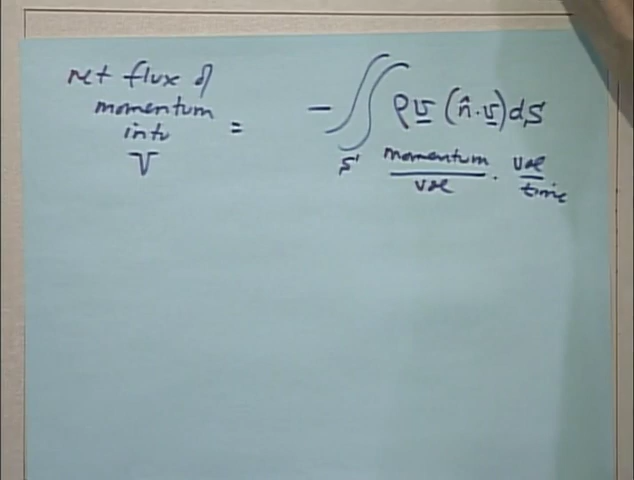 net flux of
momentum
into
V
= - ∬ ρ v (n̂·v) dS
S
momentum/vol · vol/time